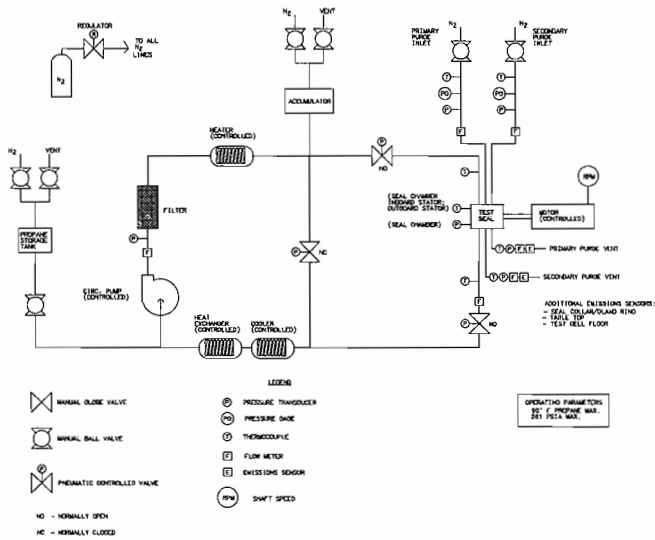 REGULATOR
R
TO ALL
N2
LINES
N2
N2
VENT
ACCUMULATOR
PRIMARY
PURGE
INLET
N2
N2
SECONDARY
PURGE
INLET
T
T
PG
PG
P
P
F
F
HEATER
(CONTROLLED)
P
NO
N2
VENT
FILTER
P
F
T
(SEAL CHAMBER
INBOARD STATOR;
OUTBOARD STATOR)
T
(SEAL CHAMBER)
P
TEST
SEAL
RPM
MOTOR
(CONTROLLED)
PROPANE
STORAGE
TANK
P
NC
T P F E
PRIMARY PURGE VENT
T P F E
SECONDARY PURGE VENT
CIRC. PUMP
(CONTROLLED)
HEAT
EXCHANGER
(CONTROLLED)
COOLER
(CONTROLLED)
F
P
NO
ADDITIONAL EMISSIONS SENSORS:
- SEAL COLLAR/GLAND RING
- TABLE TOP
- TEST CELL FLOOR
LEGEND
MANUAL GLOBE VALVE
MANUAL BALL VALVE
P
PNEUMATIC CONTROLLED VALVE
NO - NORMALLY OPEN
NC - NORMALLY CLOSED
P PRESSURE TRANSDUCER
PG PRESSURE GAGE
T THERMOCOUPLE
F FLOW METER
E EMISSIONS SENSOR
RPM SHAFT SPEED
OPERATING PARAMETERS
90° F PROPANE MAX.
261 PSIA MAX.